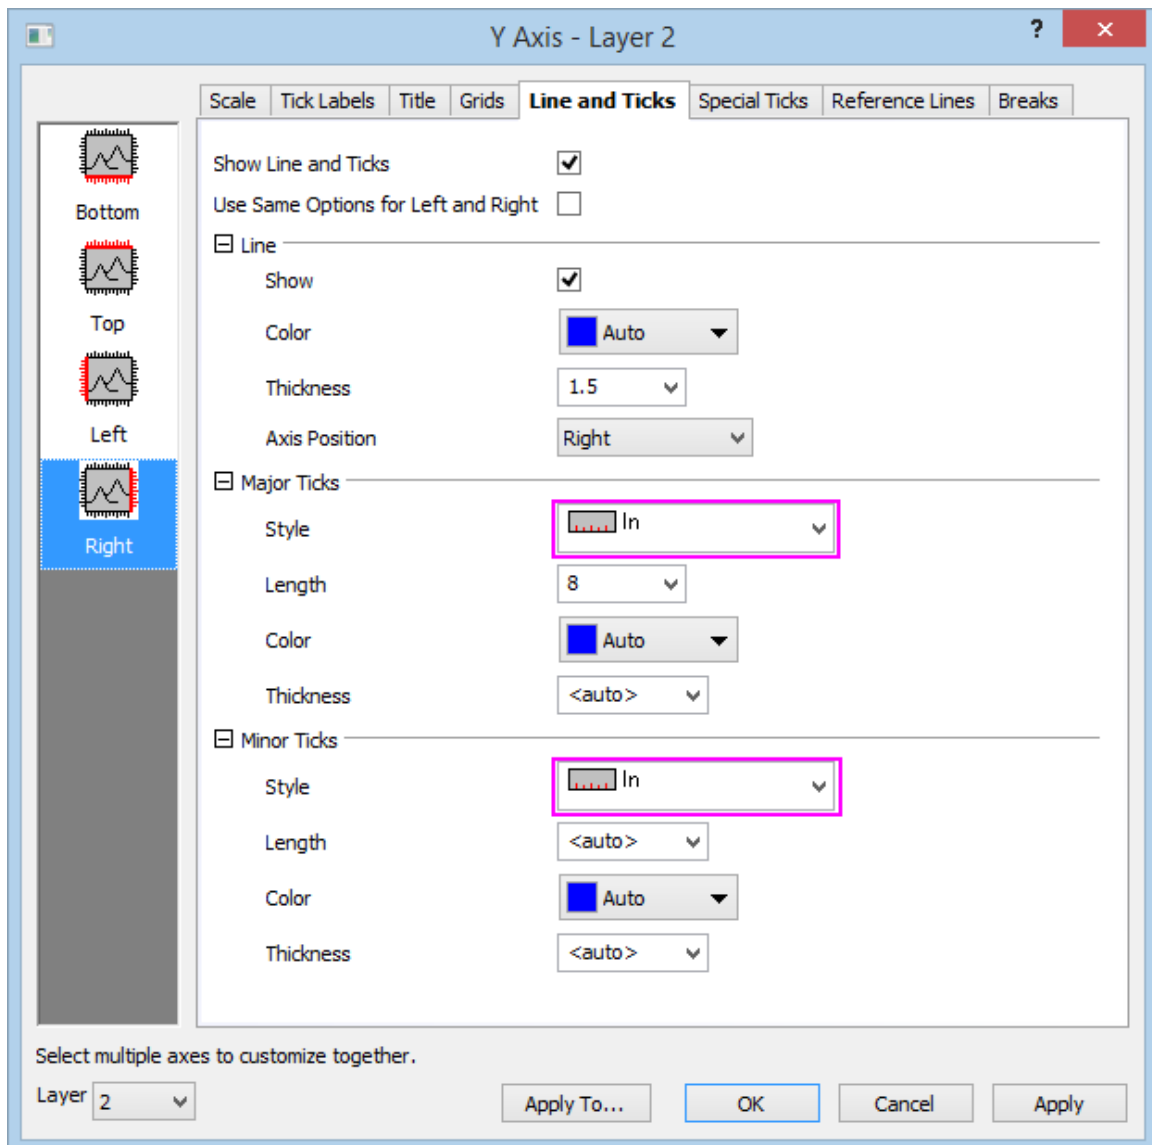 Y Axis - Layer 2
? ×
Scale Tick Labels Title Grids Line and Ticks Special Ticks Reference Lines Breaks
Bottom
Top
Left
Right
Show Line and Ticks
Use Same Options for Left and Right
Line
Show
Color Auto
Thickness 1.5
Axis Position Right
Major Ticks
Style In
Length 8
Color Auto
Thickness <auto>
Minor Ticks
Style In
Length <auto>
Color Auto
Thickness <auto>
Select multiple axes to customize together.
Layer 2 Apply To... OK Cancel Apply